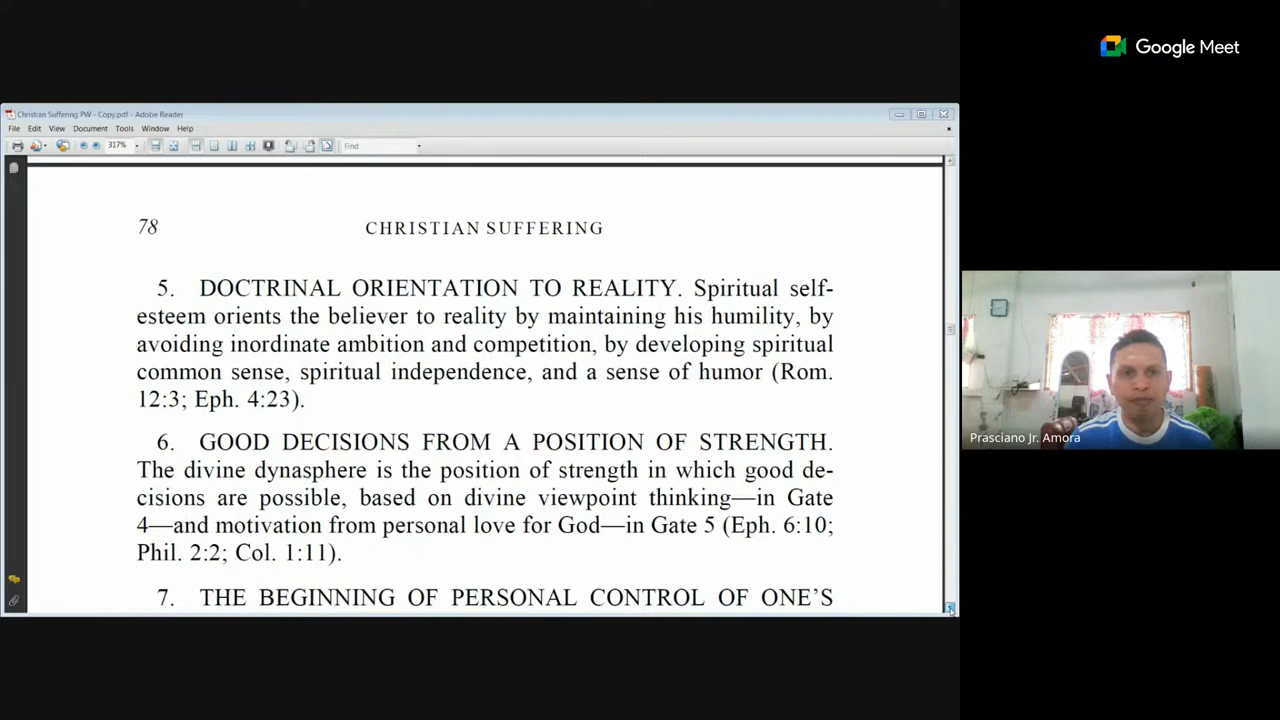 Google Meet
Christian Suffering PW - Copy.pdf - Adobe Reader
File Edit View Document Tools Window Help
317% Find
78 CHRISTIAN SUFFERING
5. DOCTRINAL ORIENTATION TO REALITY. Spiritual self-
esteem orients the believer to reality by maintaining his humility, by
avoiding inordinate ambition and competition, by developing spiritual
common sense, spiritual independence, and a sense of humor (Rom.
12:3; Eph. 4:23).
6. GOOD DECISIONS FROM A POSITION OF STRENGTH.
The divine dynasphere is the position of strength in which good de-
cisions are possible, based on divine viewpoint thinking—in Gate
4—and motivation from personal love for God—in Gate 5 (Eph. 6:10;
Phil. 2:2; Col. 1:11).
7. THE BEGINNING OF PERSONAL CONTROL OF ONE'S
Prasciano Jr. Amora